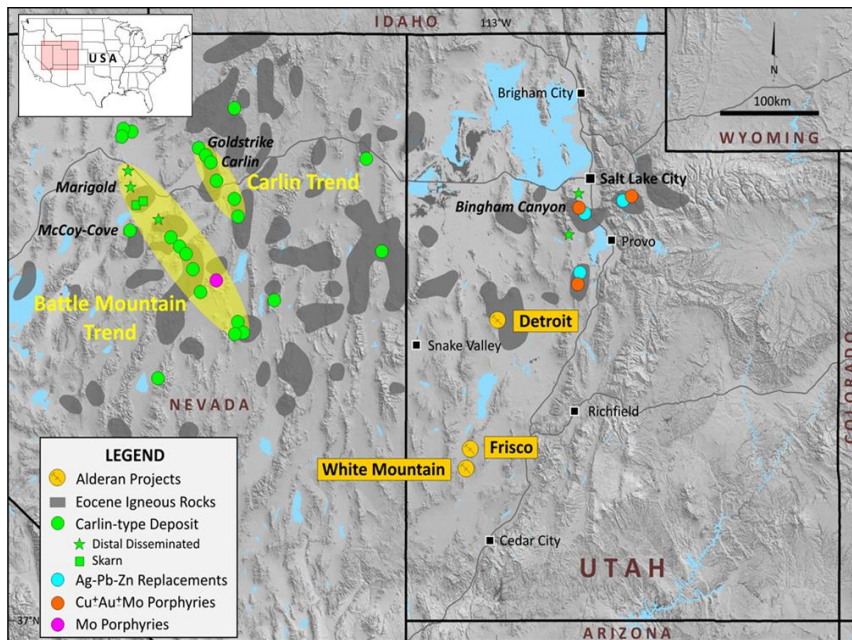 IDAHO
113°W
USA
N
100km
WYOMING
Brigham City
Salt Lake City
Bingham Canyon
Provo
Goldstrike
Carlin
Carlin Trend
Marigold
McCoy-Cove
Battle Mountain
Trend
Detroit
Snake Valley
NEVADA
COLORADO
Richfield
Frisco
White Mountain
Cedar City
UTAH
LEGEND
Alderan Projects
Eocene Igneous Rocks
Carlin-type Deposit
Distal Disseminated
Skarn
Ag-Pb-Zn Replacements
Cu⁺Au⁺Mo Porphyries
Mo Porphyries
37°N
ARIZONA